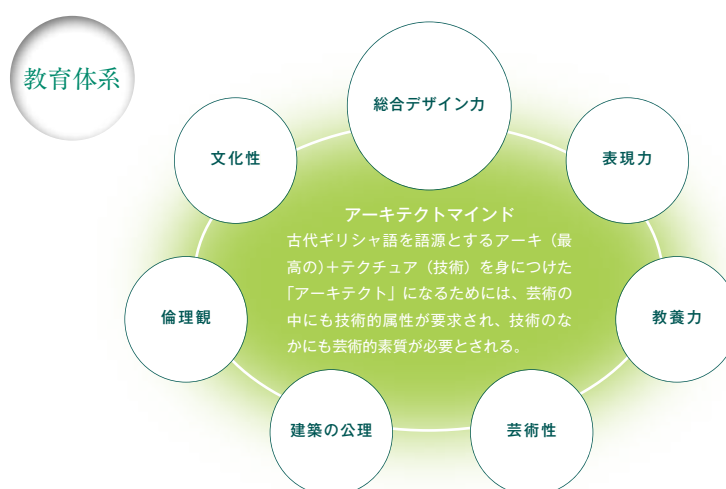 教育体系
総合デザイン力
文化性
表現力
アーキテクトマインド
古代ギリシャ語を語源とするアーキ（最
高の）＋テクチュア（技術）を身につけた
「アーキテクト」になるためには、芸術の
中にも技術的属性が要求され、技術のな
かにも芸術的素質が必要とされる。
倫理観
教養力
建築の公理
芸術性